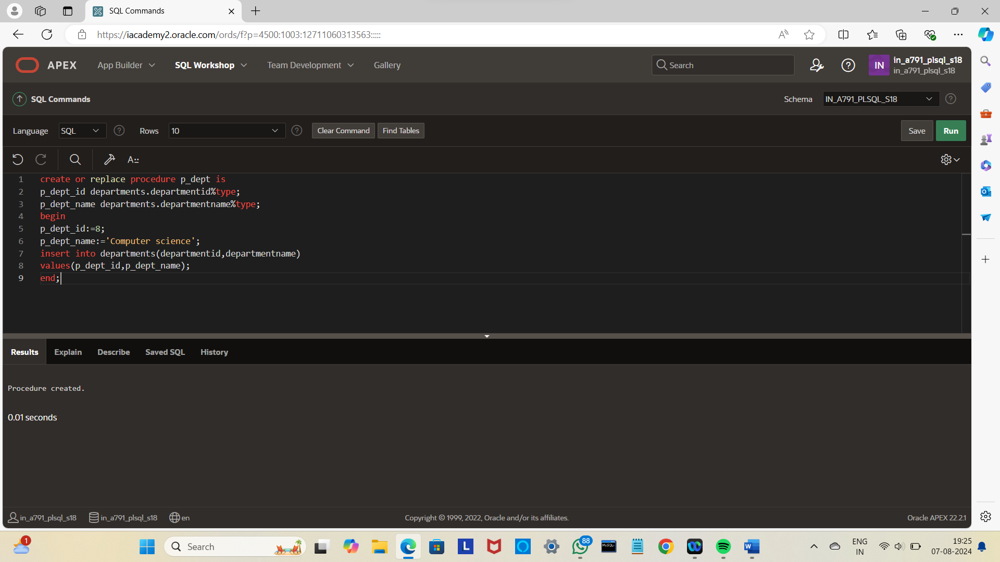 SQL Commands
https://iacademy2.oracle.com/ords/f?p=4500:1003:12711060313563:::::
APEX App Builder SQL Workshop Team Development Gallery Search IN in_a791_plsql_s18
in_a791_plsql_s18
SQL Commands Schema IN_A791_PLSQL_S18
Language SQL Rows 10 Clear Command Find Tables Save Run
1 create or replace procedure p_dept is
2 p_dept_id departments.departmentid%type;
3 p_dept_name departments.departmentname%type;
4 begin
5 p_dept_id:=8;
6 p_dept_name:='Computer science';
7 insert into departments(departmentid,departmentname)
8 values(p_dept_id,p_dept_name);
9 end;
Results Explain Describe Saved SQL History
Procedure created.
0.01 seconds
in_a791_plsql_s18 in_a791_plsql_s18 en Copyright © 1999, 2022, Oracle and/or its affiliates. Oracle APEX 22.2.1
1 Search L 88 MySQL W ENG
IN
19:25
07-08-2024